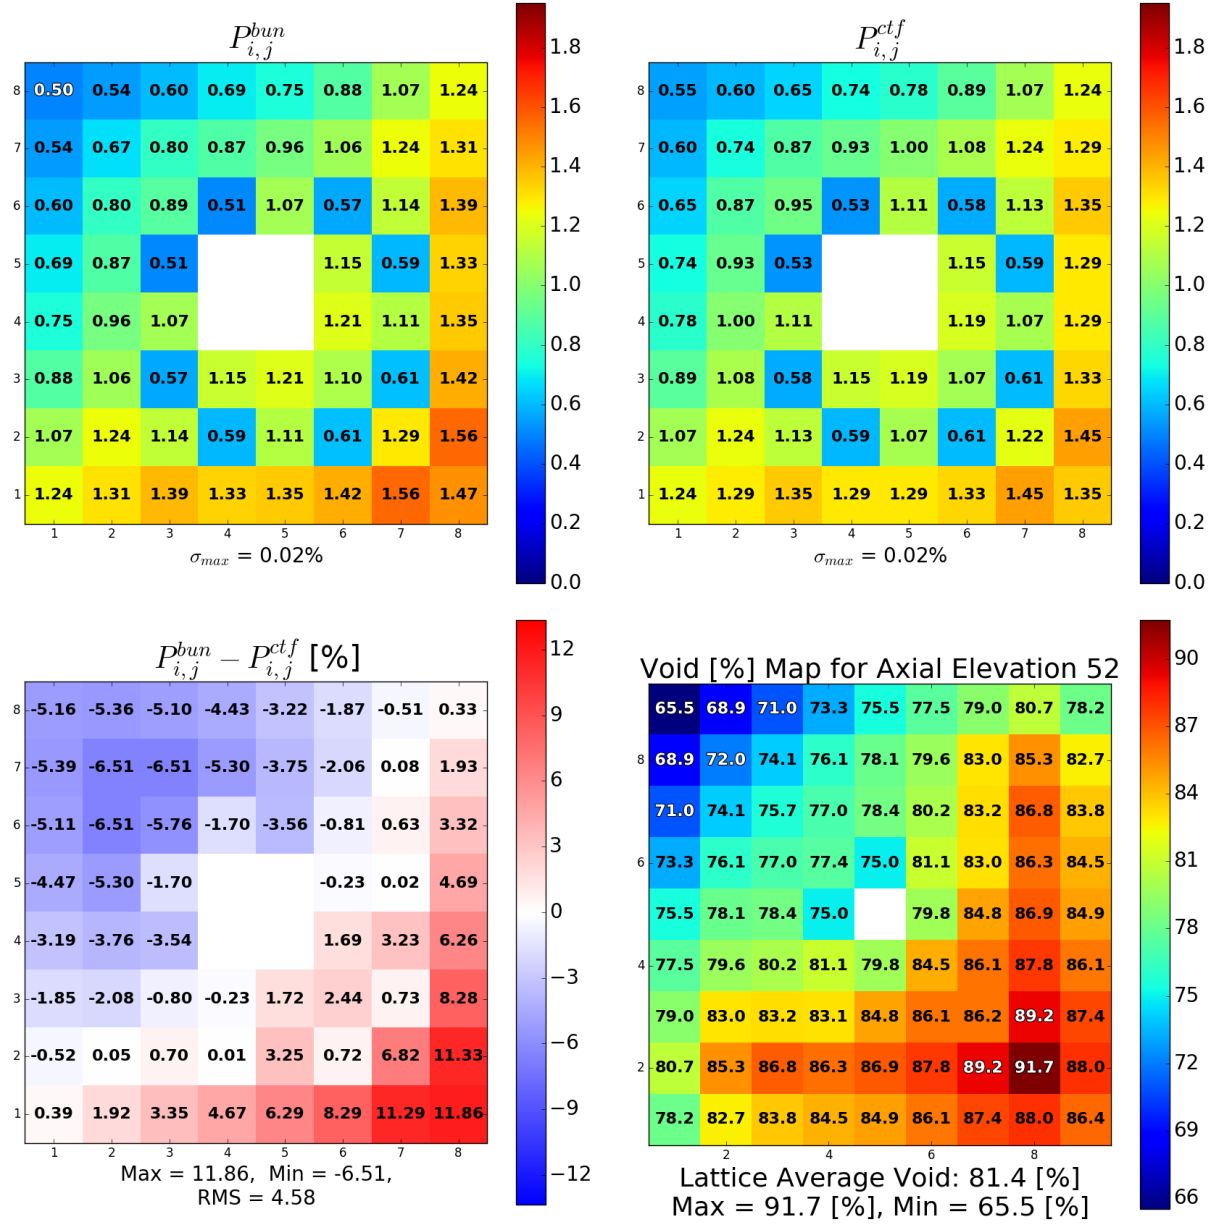 P_{i,j}^{bun}
8 0.50 0.54 0.60 0.69 0.75 0.88 1.07 1.24
7 0.54 0.67 0.80 0.87 0.96 1.06 1.24 1.31
6 0.60 0.80 0.89 0.51 1.07 0.57 1.14 1.39
5 0.69 0.87 0.51 1.15 0.59 1.33
4 0.75 0.96 1.07 1.21 1.11 1.35
3 0.88 1.06 0.57 1.15 1.21 1.10 0.61 1.42
2 1.07 1.24 1.14 0.59 1.11 0.61 1.29 1.56
1 1.24 1.31 1.39 1.33 1.35 1.42 1.56 1.47
1 2 3 4 5 6 7 8
σ_{max} = 0.02%
1.8
1.6
1.4
1.2
1.0
0.8
0.6
0.4
0.2
0.0
P_{i,j}^{ctf}
8 0.55 0.60 0.65 0.74 0.78 0.89 1.07 1.24
7 0.60 0.74 0.87 0.93 1.00 1.08 1.24 1.29
6 0.65 0.87 0.95 0.53 1.11 0.58 1.13 1.35
5 0.74 0.93 0.53 1.15 0.59 1.29
4 0.78 1.00 1.11 1.19 1.07 1.29
3 0.89 1.08 0.58 1.15 1.19 1.07 0.61 1.33
2 1.07 1.24 1.13 0.59 1.07 0.61 1.22 1.45
1 1.24 1.29 1.35 1.29 1.29 1.33 1.45 1.35
1 2 3 4 5 6 7 8
σ_{max} = 0.02%
1.8
1.6
1.4
1.2
1.0
0.8
0.6
0.4
0.2
0.0
P_{i,j}^{bun} − P_{i,j}^{ctf} [%]
8 -5.16 -5.36 -5.10 -4.43 -3.22 -1.87 -0.51 0.33
7 -5.39 -6.51 -6.51 -5.30 -3.75 -2.06 0.08 1.93
6 -5.11 -6.51 -5.76 -1.70 -3.56 -0.81 0.63 3.32
5 -4.47 -5.30 -1.70 -0.23 0.02 4.69
4 -3.19 -3.76 -3.54 1.69 3.23 6.26
3 -1.85 -2.08 -0.80 -0.23 1.72 2.44 0.73 8.28
2 -0.52 0.05 0.70 0.01 3.25 0.72 6.82 11.33
1 0.39 1.92 3.35 4.67 6.29 8.29 11.29 11.86
1 2 3 4 5 6 7 8
Max = 11.86, Min = -6.51,
RMS = 4.58
12
9
6
3
0
−3
−6
−9
−12
Void [%] Map for Axial Elevation 52
65.5 68.9 71.0 73.3 75.5 77.5 79.0 80.7 78.2
8 68.9 72.0 74.1 76.1 78.1 79.6 83.0 85.3 82.7
71.0 74.1 75.7 77.0 78.4 80.2 83.2 86.8 83.8
6 73.3 76.1 77.0 77.4 75.0 81.1 83.0 86.3 84.5
75.5 78.1 78.4 75.0 79.8 84.8 86.9 84.9
4 77.5 79.6 80.2 81.1 79.8 84.5 86.1 87.8 86.1
79.0 83.0 83.2 83.1 84.8 86.1 86.2 89.2 87.4
2 80.7 85.3 86.8 86.3 86.9 87.8 89.2 91.7 88.0
78.2 82.7 83.8 84.5 84.9 86.1 87.4 88.0 86.4
2 4 6 8
Lattice Average Void: 81.4 [%]
Max = 91.7 [%], Min = 65.5 [%]
90
87
84
81
78
75
72
69
66